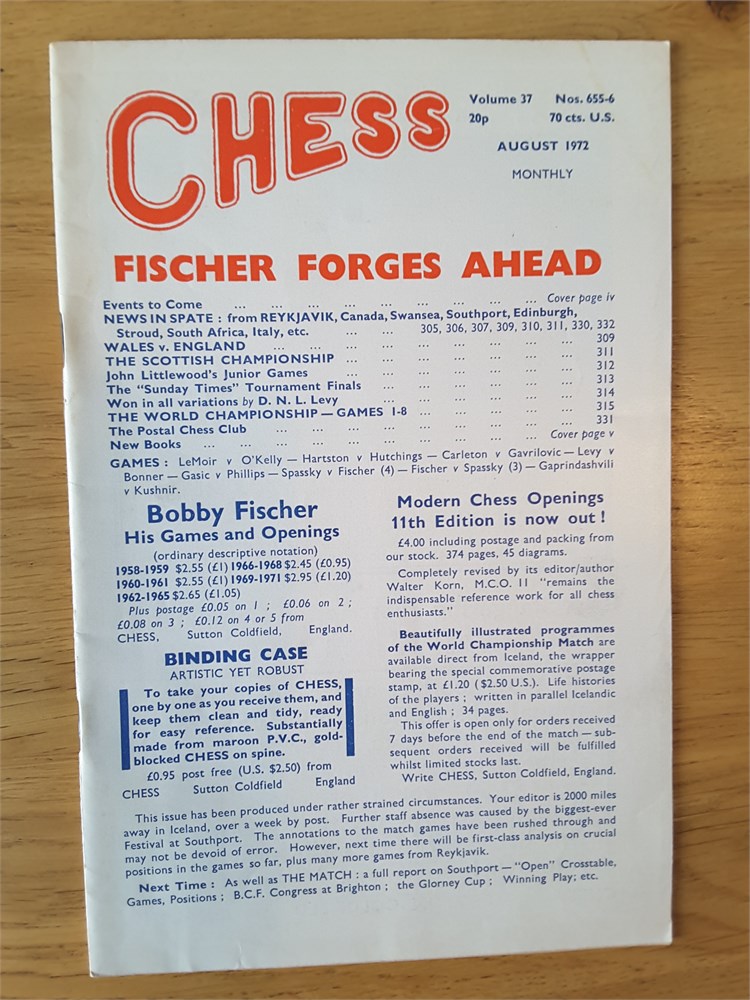 CHESS
Volume 37 Nos. 655-6
20p 70 cts. U.S.
AUGUST 1972
MONTHLY
FISCHER FORGES AHEAD
Events to Come ... ... ... ... ... ... ... ... ... Cover page iv
NEWS IN SPATE : from REYKJAVIK, Canada, Swansea, Southport, Edinburgh,
Stroud, South Africa, Italy, etc. ... ... 305, 306, 307, 309, 310, 311, 330, 332
WALES v. ENGLAND ... ... ... ... ... ... ... ... 309
THE SCOTTISH CHAMPIONSHIP ... ... ... ... ... ... ... 311
John Littlewood's Junior Games ... ... ... ... ... ... 312
The "Sunday Times" Tournament Finals ... ... ... ... ... 313
Won in all variations by D. N. L. Levy ... ... ... ... ... 314
THE WORLD CHAMPIONSHIP — GAMES 1-8 ... ... ... ... ... 315
The Postal Chess Club ... ... ... ... ... ... ... ... 331
New Books ... ... ... ... ... ... ... ... ... Cover page v
GAMES : LeMoir v O'Kelly — Hartston v Hutchings — Carleton v Gavrilovic — Levy v
Bonner — Gasic v Phillips — Spassky v Fischer (4) — Fischer v Spassky (3) — Gaprindashvili
v Kushnir.
Bobby Fischer
His Games and Openings
(ordinary descriptive notation)
1958-1959 $2.55 (£1) 1966-1968 $2.45 (£0.95)
1960-1961 $2.55 (£1) 1969-1971 $2.95 (£1.20)
1962-1965 $2.65 (£1.05)
Plus postage £0.05 on 1 ; £0.06 on 2 ;
£0.08 on 3 ; £0.12 on 4 or 5 from
CHESS, Sutton Coldfield, England.
BINDING CASE
ARTISTIC YET ROBUST
To take your copies of CHESS,
one by one as you receive them, and
keep them clean and tidy, ready
for easy reference. Substantially
made from maroon P.V.C., gold-
blocked CHESS on spine.
£0.95 post free (U.S. $2.50) from
CHESS Sutton Coldfield England
Modern Chess Openings
11th Edition is now out !
£4.00 including postage and packing from
our stock. 374 pages, 45 diagrams.
Completely revised by its editor/author
Walter Korn, M.C.O. 11 "remains the
indispensable reference work for all chess
enthusiasts."
Beautifully illustrated programmes
of the World Championship Match are
available direct from Iceland, the wrapper
bearing the special commemorative postage
stamp, at £1.20 ($2.50 U.S.). Life histories
of the players ; written in parallel Icelandic
and English ; 34 pages.
This offer is open only for orders received
7 days before the end of the match — sub-
sequent orders received will be fulfilled
whilst limited stocks last.
Write CHESS, Sutton Coldfield, England.
This issue has been produced under rather strained circumstances. Your editor is 2000 miles
away in Iceland, over a week by post. Further staff absence was caused by the biggest-ever
Festival at Southport. The annotations to the match games have been rushed through and
may not be devoid of error. However, next time there will be first-class analysis on crucial
positions in the games so far, plus many more games from Reykjavik.
Next Time : As well as THE MATCH : a full report on Southport — "Open" Crosstable,
Games, Positions ; B.C.F. Congress at Brighton ; the Glorney Cup ; Winning Play; etc.